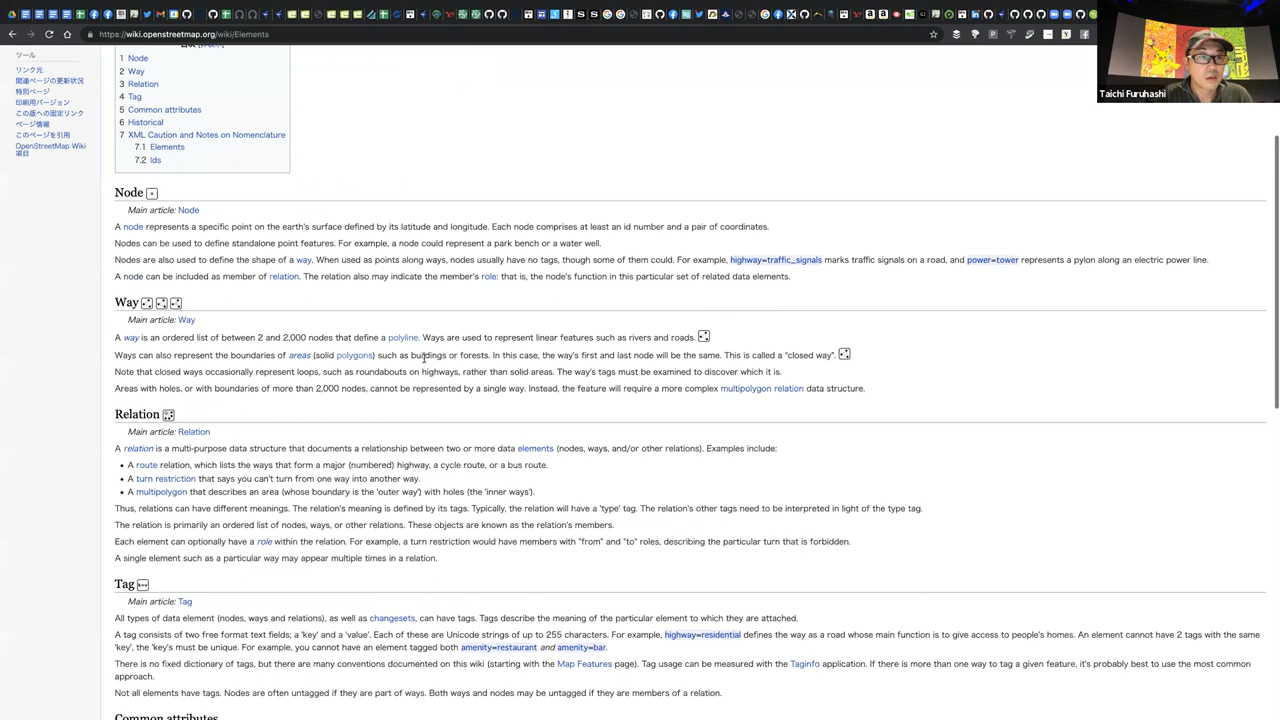 wiki.openstreetmap.org/wiki/Elements
Taichi Furuhashi
ツール
リンク元
関連ページの更新状況
特別ページ
印刷用バージョン
この版への固定リンク
ページ情報
このページを引用
OpenStreetMap Wiki
項目
1 Node
2 Way
3 Relation
4 Tag
5 Common attributes
6 Historical
7 XML Caution and Notes on Nomenclature
7.1 Elements
7.2 Ids
Node
Main article: Node
A node represents a specific point on the earth's surface defined by its latitude and longitude. Each node comprises at least an id number and a pair of coordinates.
Nodes can be used to define standalone point features. For example, a node could represent a park bench or a water well.
Nodes are also used to define the shape of a way. When used as points along ways, nodes usually have no tags, though some of them could. For example, highway=traffic_signals marks traffic signals on a road, and power=tower represents a pylon along an electric power line.
A node can be included as member of relation. The relation also may indicate the member's role: that is, the node's function in this particular set of related data elements.
Way
Main article: Way
A way is an ordered list of between 2 and 2,000 nodes that define a polyline. Ways are used to represent linear features such as rivers and roads.
Ways can also represent the boundaries of areas (solid polygons) such as buildings or forests. In this case, the way's first and last node will be the same. This is called a "closed way".
Note that closed ways occasionally represent loops, such as roundabouts on highways, rather than solid areas. The way's tags must be examined to discover which it is.
Areas with holes, or with boundaries of more than 2,000 nodes, cannot be represented by a single way. Instead, the feature will require a more complex multipolygon relation data structure.
Relation
Main article: Relation
A relation is a multi-purpose data structure that documents a relationship between two or more data elements (nodes, ways, and/or other relations). Examples include:
• A route relation, which lists the ways that form a major (numbered) highway, a cycle route, or a bus route.
• A turn restriction that says you can't turn from one way into another way.
• A multipolygon that describes an area (whose boundary is the 'outer way') with holes (the 'inner ways').
Thus, relations can have different meanings. The relation's meaning is defined by its tags. Typically, the relation will have a 'type' tag. The relation's other tags need to be interpreted in light of the type tag.
The relation is primarily an ordered list of nodes, ways, or other relations. These objects are known as the relation's members.
Each element can optionally have a role within the relation. For example, a turn restriction would have members with "from" and "to" roles, describing the particular turn that is forbidden.
A single element such as a particular way may appear multiple times in a relation.
Tag
Main article: Tag
All types of data element (nodes, ways and relations), as well as changesets, can have tags. Tags describe the meaning of the particular element to which they are attached.
A tag consists of two free format text fields; a 'key' and a 'value'. Each of these are Unicode strings of up to 255 characters. For example, highway=residential defines the way as a road whose main function is to give access to people's homes. An element cannot have 2 tags with the same
'key', the 'key's must be unique. For example, you cannot have an element tagged both amenity=restaurant and amenity=bar.
There is no fixed dictionary of tags, but there are many conventions documented on this wiki (starting with the Map Features page). Tag usage can be measured with the Taginfo application. If there is more than one way to tag a given feature, it's probably best to use the most common
approach.
Not all elements have tags. Nodes are often untagged if they are part of ways. Both ways and nodes may be untagged if they are members of a relation.
Common attributes